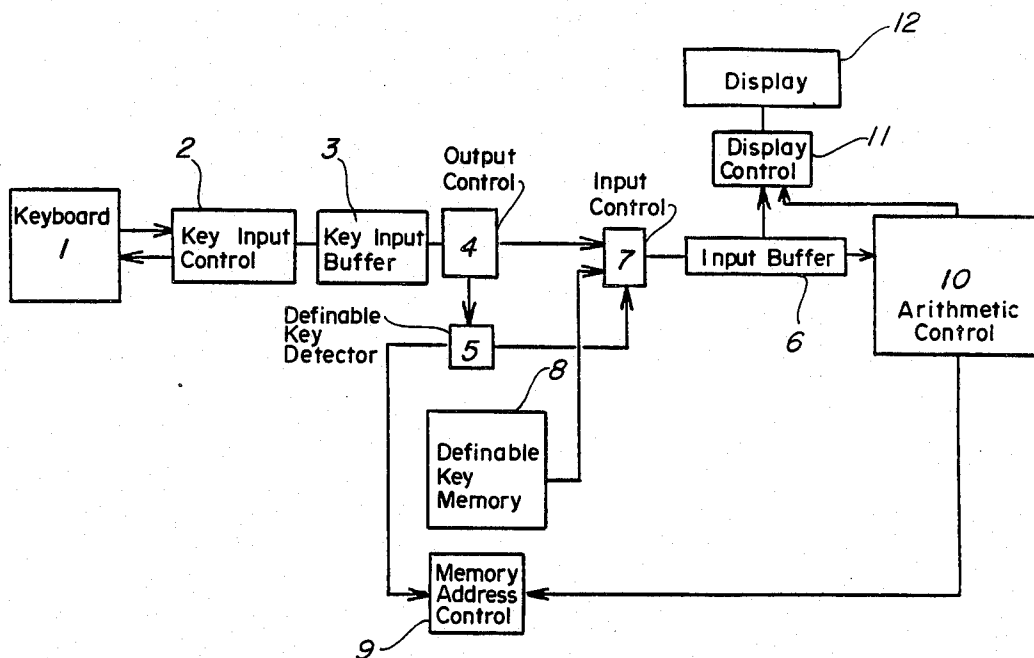 12
Display
11
Display
Control
2
3
Output
Control
Input
Control
Keyboard
1
Key Input
Control
Key Input
Buffer
4
7
Input Buffer
6
10
Arithmetic
Control
Definable
Key
Detector
5
8
Definable
Key
Memory
Memory
Address
Control
9